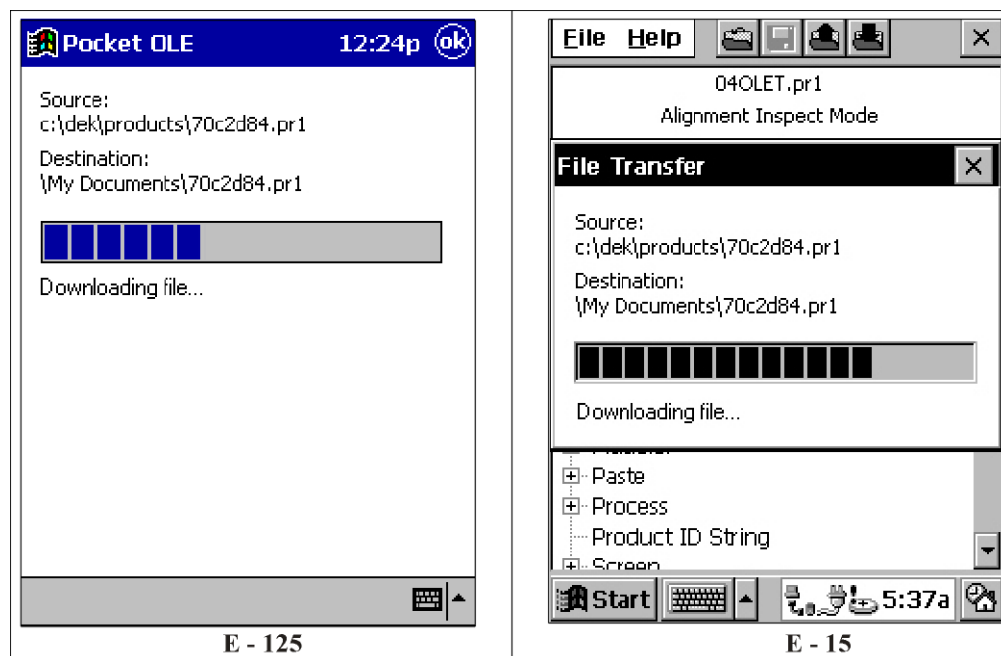 Pocket OLE 12:24p ok
Source:
c:\dek\products\70c2d84.pr1
Destination:
\My Documents\70c2d84.pr1
Downloading file...
E - 125
File Help
04OLET.pr1
Alignment Inspect Mode
File Transfer
Source:
c:\dek\products\70c2d84.pr1
Destination:
\My Documents\70c2d84.pr1
Downloading file...
Paste
Process
Product ID String
Screen
Start 5:37a
E - 15